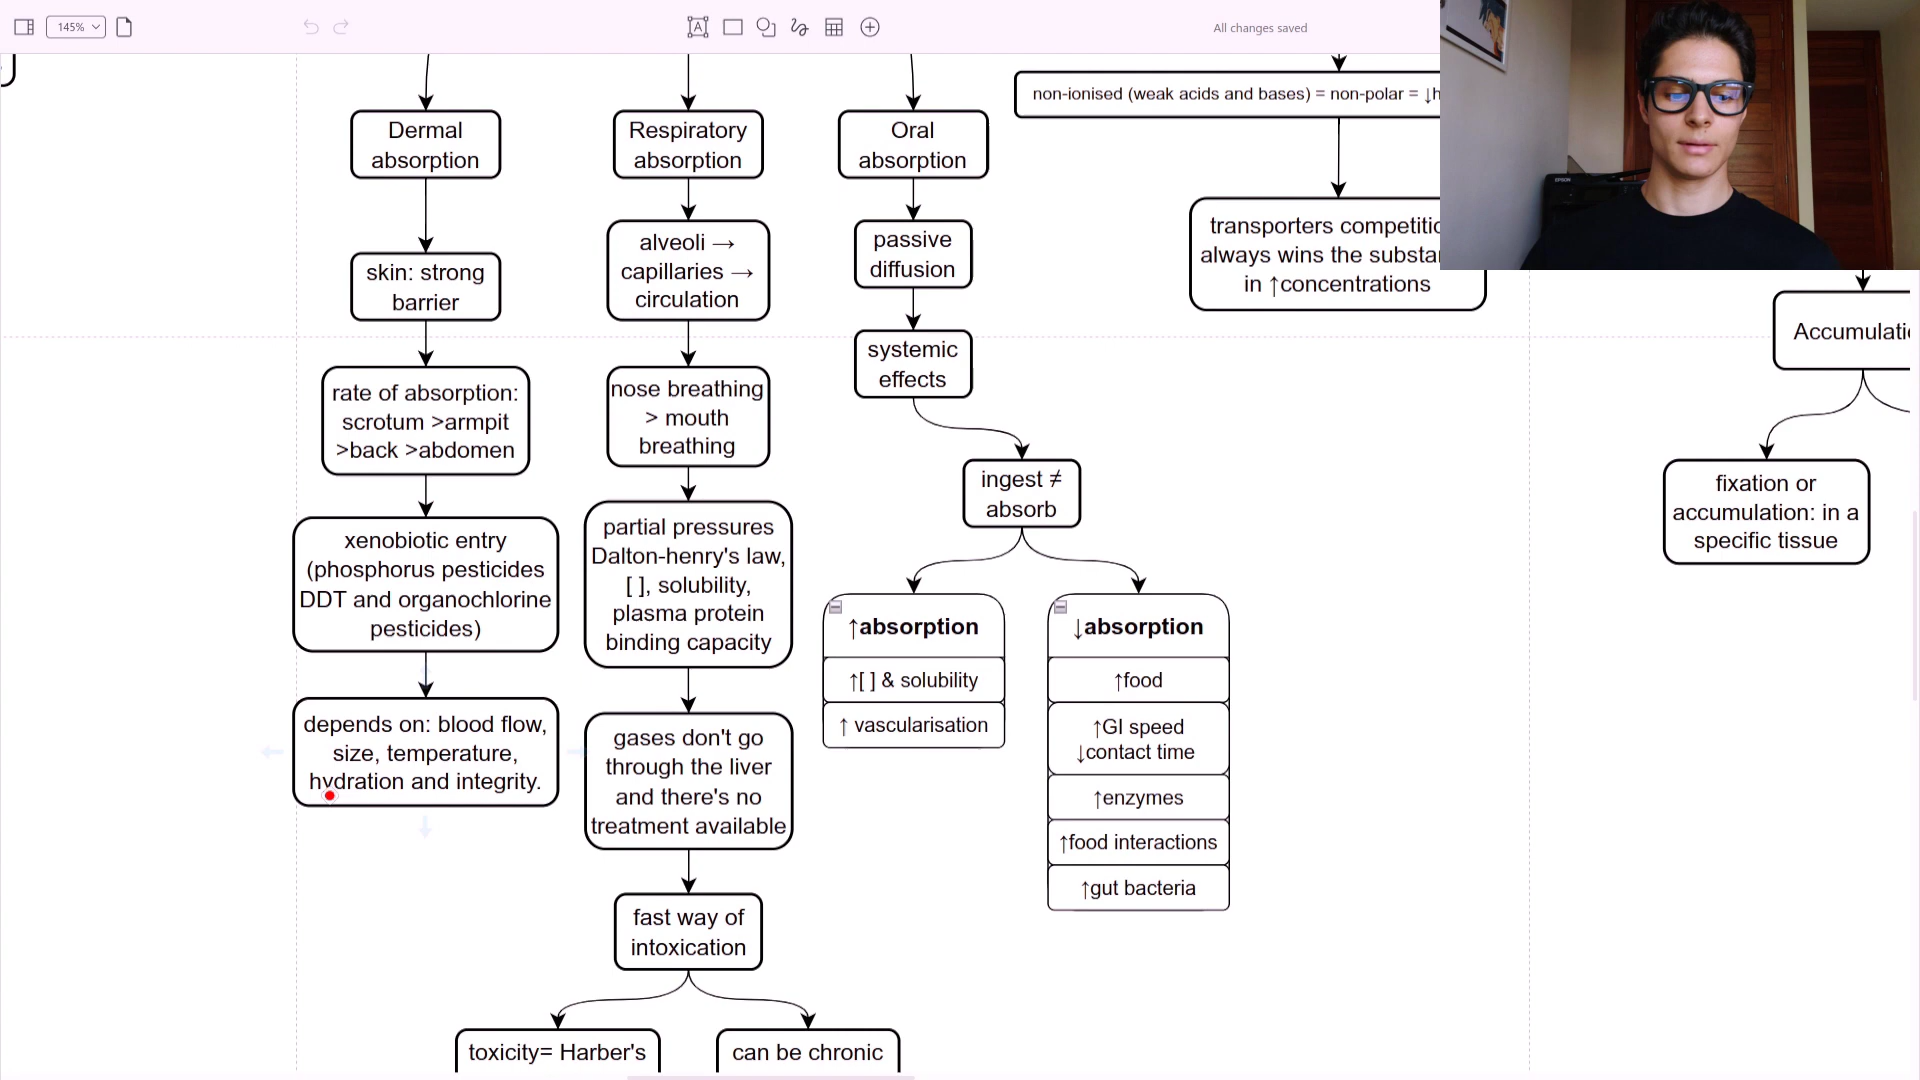 145%
All changes saved
non-ionised (weak acids and bases) = non-polar = ↓h
Dermal
absorption
skin: strong
barrier
rate of absorption:
scrotum >armpit
>back >abdomen
xenobiotic entry
(phosphorus pesticides
DDT and organochlorine
pesticides)
depends on: blood flow,
size, temperature,
hydration and integrity.
Respiratory
absorption
alveoli →
capillaries →
circulation
nose breathing
> mouth
breathing
partial pressures
Dalton-henry's law,
[ ], solubility,
plasma protein
binding capacity
gases don't go
through the liver
and there's no
treatment available
fast way of
intoxication
toxicity= Harber's
can be chronic
Oral
absorption
passive
diffusion
systemic
effects
ingest ≠
absorb
↑absorption
↑[ ] & solubility
↑ vascularisation
↓absorption
↑food
↑GI speed
↓contact time
↑enzymes
↑food interactions
↑gut bacteria
transporters competitio
always wins the substan
in ↑concentrations
EPSON
Accumulati
fixation or
accumulation: in a
specific tissue